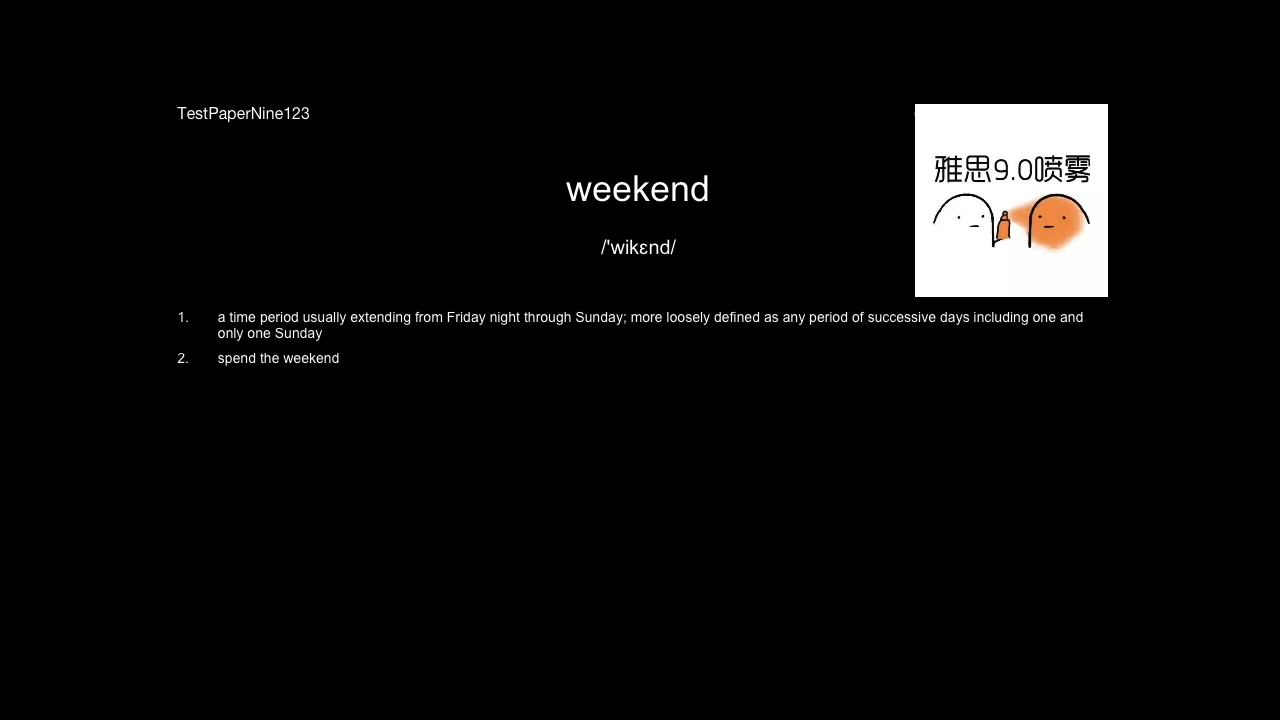 TestPaperNine123
雅思9.0喷雾
weekend
/'wikɛnd/
1. a time period usually extending from Friday night through Sunday; more loosely defined as any period of successive days including one and
only one Sunday
2. spend the weekend